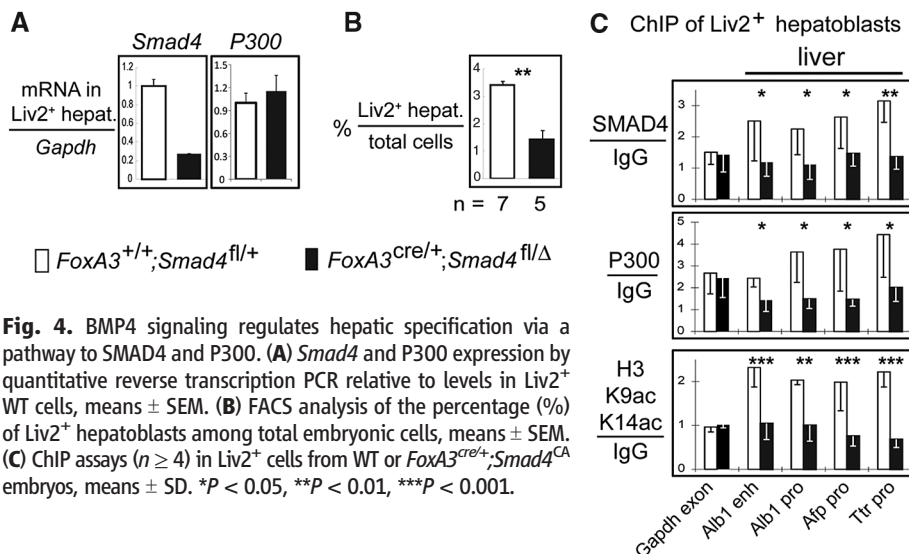 A
Smad4
P300
mRNA in
Liv2+ hepat.
Gapdh
1.2
1
0.8
0.6
0.4
0.2
0
1.5
1.2
0.9
0.6
0.3
0
B
%
Liv2+ hepat.
total cells
4
3
2
1
0
**
n = 7 5
C
ChIP of Liv2+ hepatoblasts
liver
SMAD4
IgG
3
2
1
0
* * * **
P300
IgG
5
4
3
2
1
0
* * * *
H3
K9ac
K14ac
IgG
2
1
0
*** ** *** ***
Gapdh exon
Alb1 enh
Alb1 pro
Afp pro
Ttr pro
FoxA3+/+;Smad4fl/+
FoxA3cre/+;Smad4fl/Δ
Fig. 4. BMP4 signaling regulates hepatic specification via a
pathway to SMAD4 and P300. (A) Smad4 and P300 expression by
quantitative reverse transcription PCR relative to levels in Liv2+
WT cells, means ± SEM. (B) FACS analysis of the percentage (%)
of Liv2+ hepatoblasts among total embryonic cells, means ± SEM.
(C) ChIP assays (n ≥ 4) in Liv2+ cells from WT or FoxA3cre/+;Smad4CA
embryos, means ± SD. *P < 0.05, **P < 0.01, ***P < 0.001.